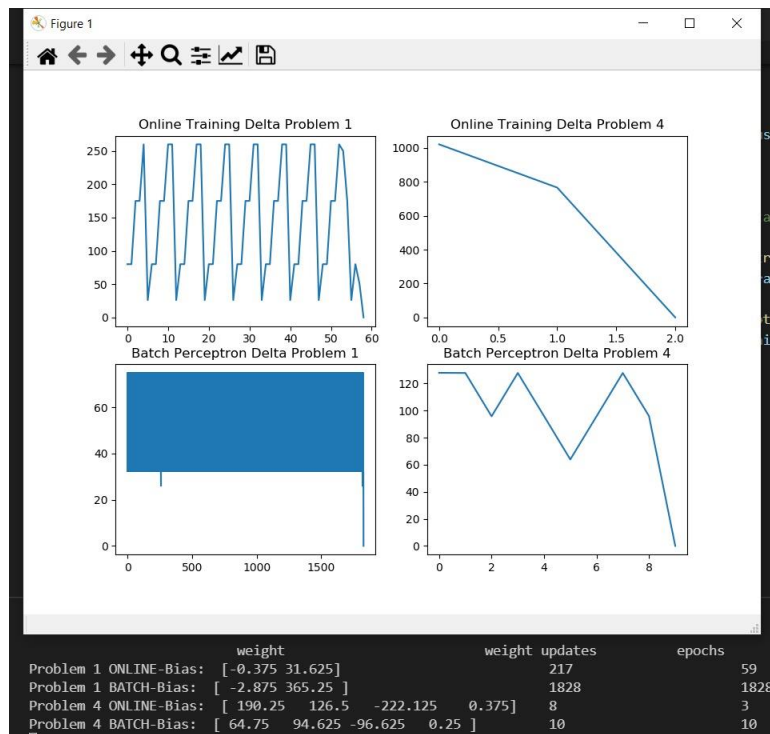 Figure 1
Online Training Delta Problem 1
Online Training Delta Problem 4
250
200
150
100
50
0
0 10 20 30 40 50 60
1000
800
600
400
200
0
0.0 0.5 1.0 1.5 2.0
Batch Perceptron Delta Problem 1
Batch Perceptron Delta Problem 4
60
40
20
0
0 500 1000 1500
120
100
80
60
40
20
0
0 2 4 6 8
weight weight updates epochs
Problem 1 ONLINE-Bias: [-0.375 31.625] 217 59
Problem 1 BATCH-Bias: [ -2.875 365.25 ] 1828 1828
Problem 4 ONLINE-Bias: [ 190.25 126.5 -222.125 0.375] 8 3
Problem 4 BATCH-Bias: [ 64.75 94.625 -96.625 0.25 ] 10 10